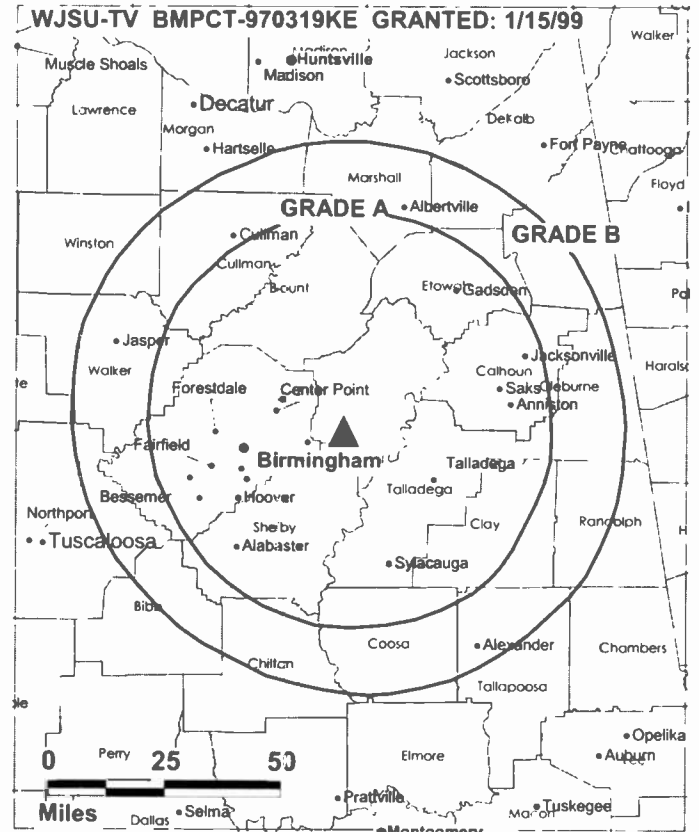 WJSU-TV BMPCT-970319KE GRANTED: 1/15/99
Walker
Madison
Huntsville
Jackson
Muscle Shoals
Madison
Scottsboro
Decatur
Lawrence
DeKalb
Morgan
Hartselle
Fort Payne
Chattooga
Marshall
Floyd
GRADE A
Albertville
Cullman
GRADE B
Winston
Cullman
Blount
Etowah
Gadsden
Jasper
Jacksonville
Walker
Calhoun
Haralso
te
Forestdale
Center Point
Saks
Cleburne
Anniston
Fairfield
Birmingham
Talladega
Bessemer
Hoover
Talladega
Northport
Shelby
Clay
Randolph
H
Tuscaloosa
Alabaster
Sylacauga
Bibb
Coosa
Alexander
Chambers
Chilton
Tallapoosa
Opelika
0 25 50
Perry
Elmore
Auburn
Lee
Miles
Prattville
Macon
Tuskegee
Dallas
Selma
Montgomery